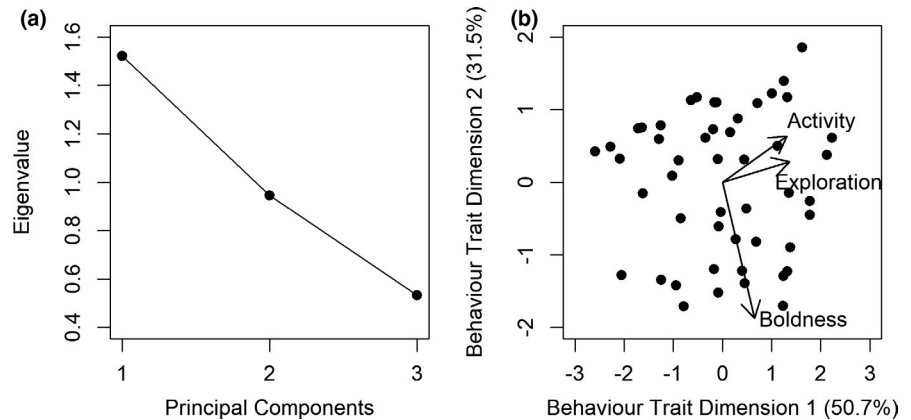 (a)
Eigenvalue
1.6
1.4
1.2
1.0
0.8
0.6
0.4
1 2 3
Principal Components
(b)
Behaviour Trait Dimension 2 (31.5%)
2
1
0
-1
-2
Activity
Exploration
Boldness
-3 -2 -1 0 1 2 3
Behaviour Trait Dimension 1 (50.7%)